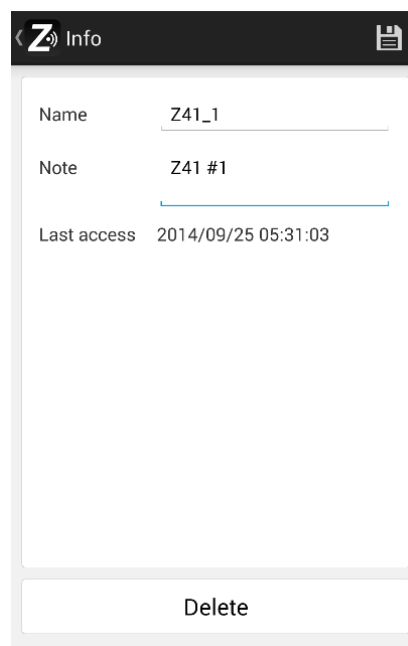 Z Info
Name Z41_1
Note Z41 #1
Last access 2014/09/25 05:31:03
Delete